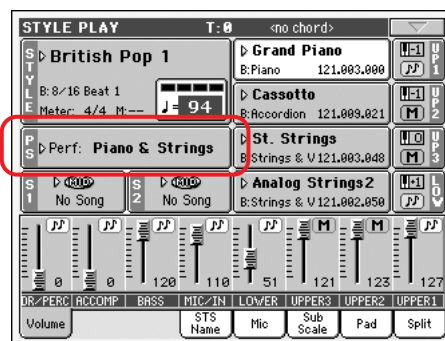 STYLE PLAY T:0 <no chord>
STYLE
British Pop 1
B:8/16 Beat 1
Meter: 4/4 M:-- ♩= 94
PS
Perf: Piano & Strings
S1 No Song
S2 No Song
Grand Piano
B:Piano 121.003.000
-1 UP1
Cassotto
B:Accordion 121.009.021
-1 M UP2
St. Strings
B:Strings & V 121.003.048
0 M UP3
Analog Strings2
B:Strings & V 121.002.050
+1 LOW
M M
0 0 120 110 51 121 123 127
DR/PERC ACCOMP BASS MIC/IN LOWER UPPER3 UPPER2 UPPER1
Volume
STS Name
Mic
Sub Scale
Pad
Split